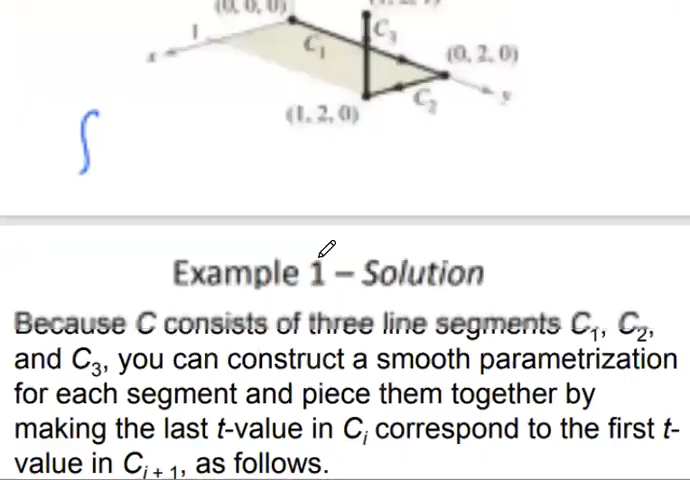 (0, 0, 0)
1
C₃
x
C₁
(0, 2, 0)
C₂
y
(1, 2, 0)
∫
Example 1 – Solution
Because C consists of three line segments C₁, C₂,
and C₃, you can construct a smooth parametrization
for each segment and piece them together by
making the last t-value in Cᵢ correspond to the first t-
value in Cᵢ ₊ ₁, as follows.